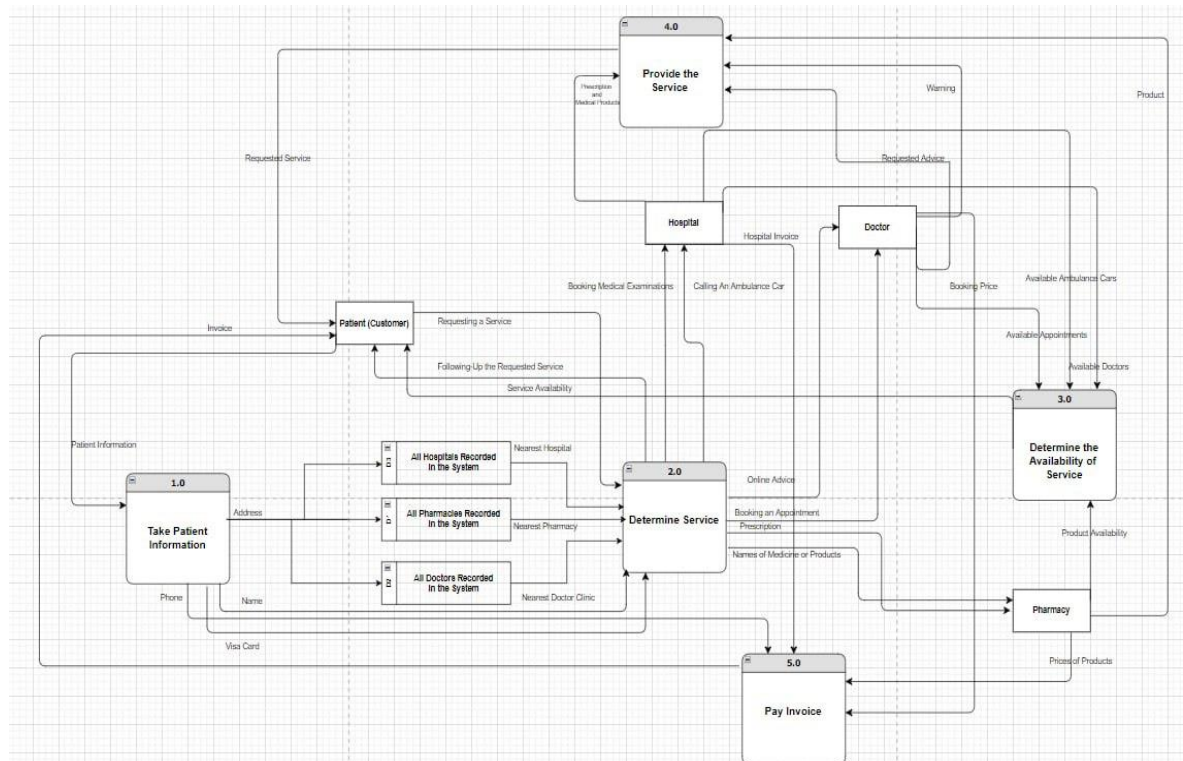 4.0
Provide the
Service
Prescription
and
Medical Products
Warning
Product
Requested Service
Requested Advice
Hospital
Doctor
Hospital Invoice
Booking Medical Examinations
Calling An Ambulance Car
Booking Price
Available Ambulance Cars
Patient (Customer)
Requesting a Service
Invoice
Available Appointments
Following-Up the Requested Service
Available Doctors
Service Availability
3.0
Determine the
Availability of
Service
Patient Information
All Hospitals Recorded
In the System
Nearest Hospital
1.0
Take Patient
Information
2.0
Determine Service
Online Advice
Address
All Pharmacies Recorded
In the System
Nearest Pharmacy
Booking an Appointment
Prescription
Product Availability
Names of Medicine or Products
All Doctors Recorded
In the System
Nearest Doctor Clinic
Phone
Name
Pharmacy
Visa Card
5.0
Pay Invoice
Prices of Products